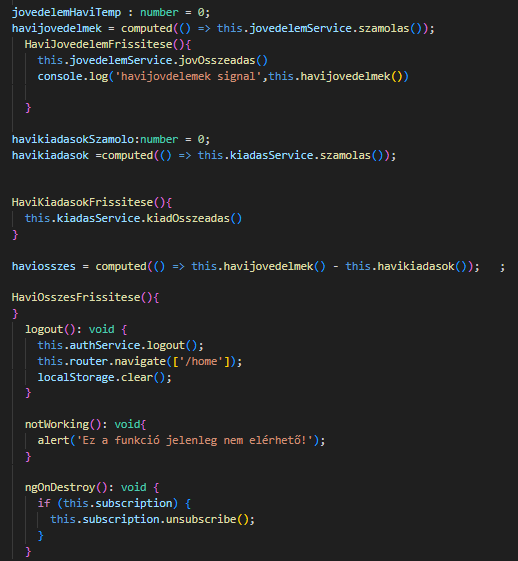 jovedelemHaviTemp : number = 0;
havijovedelmek = computed(() => this.jovedelemService.szamolas());
HaviJovedelemFrissitese(){
this.jovedelemService.jovOsszeadas()
console.log('havijovdelemek signal',this.havijovedelmek())
}
havikiadasokSzamolo:number = 0;
havikiadasok =computed(() => this.kiadasService.szamolas());
HaviKiadasokFrissitese(){
this.kiadasService.kiadOsszeadas()
}
haviosszes = computed(() => this.havijovedelmek() - this.havikiadasok());   ;
HaviOsszesFrissitese(){
}
logout(): void {
this.authService.logout();
this.router.navigate(['/home']);
localStorage.clear();
}
notWorking(): void{
alert('Ez a funkció jelenleg nem elérhető!');
}
ngOnDestroy(): void {
if (this.subscription) {
this.subscription.unsubscribe();
}
}